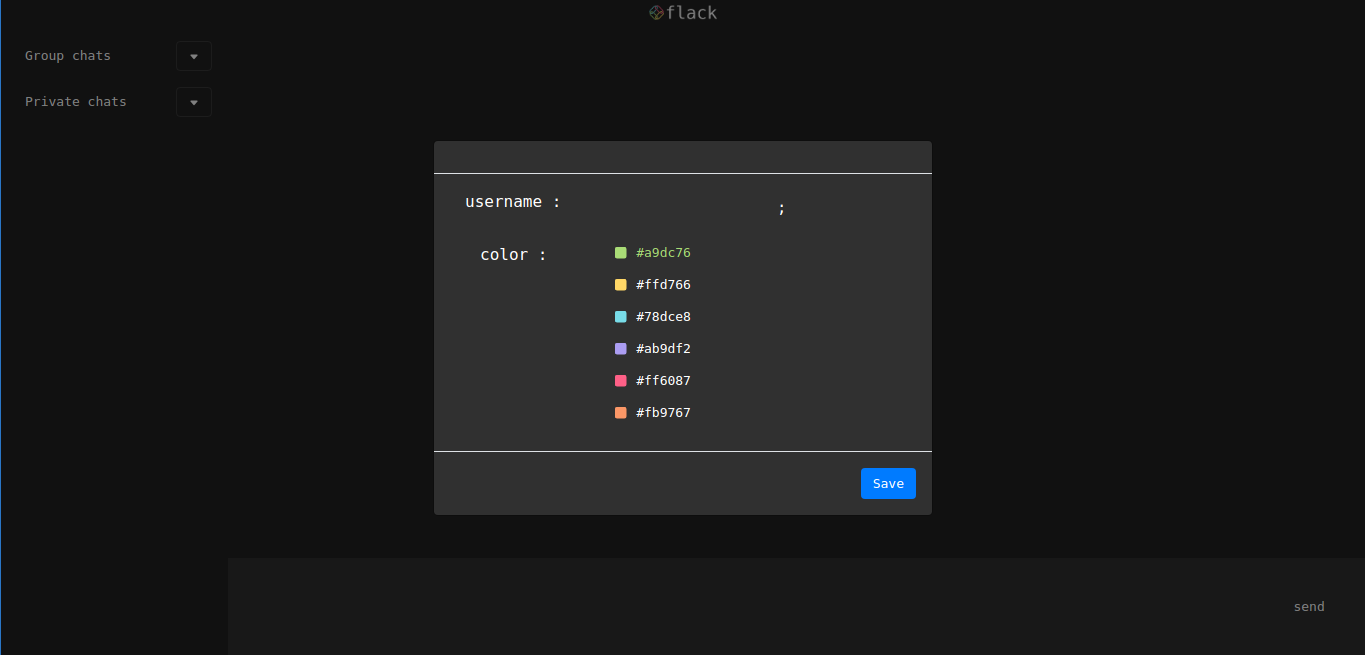 flack
Group chats
Private chats
username : ;
color : #a9dc76
#ffd766
#78dce8
#ab9df2
#ff6087
#fb9767
Save
send